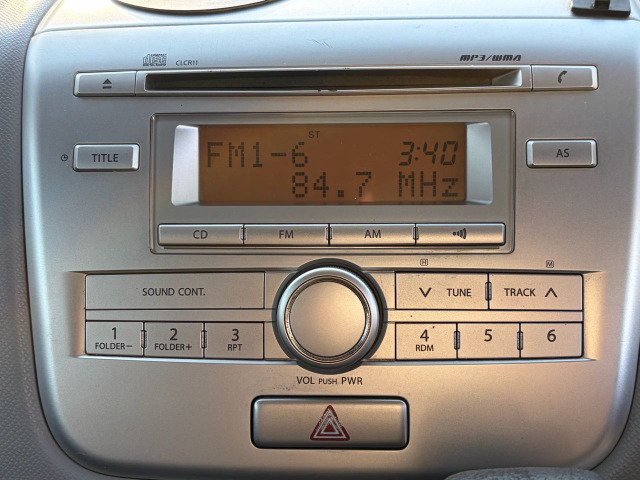 CLCR11
MP3/WMA
ST
FM1-6 3:40
84.7 MHz
TITLE
AS
CD FM AM
H M
SOUND CONT. TUNE TRACK
1 2 3 4 5 6
FOLDER- FOLDER+ RPT RDM
VOL PUSH PWR